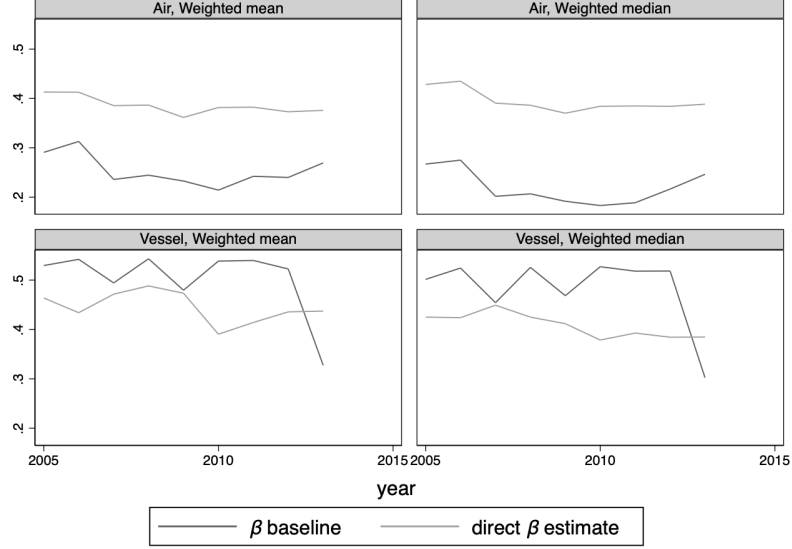 Air, Weighted mean
Air, Weighted median
.5
.4
.3
.2
Vessel, Weighted mean
Vessel, Weighted median
.5
.4
.3
.2
2005
2010
2015
2005
2010
2015
year
β baseline
direct β estimate